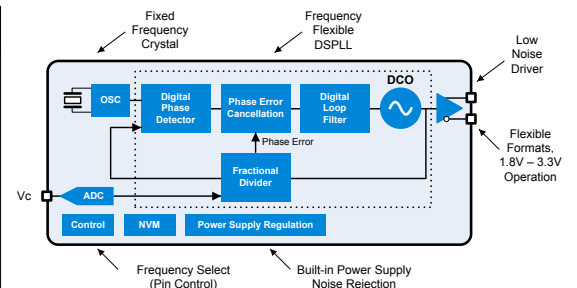 Fixed
Frequency
Crystal
Frequency
Flexible
DSPLL
Low
Noise
Driver
DCO
OSC
Digital
Phase
Detector
Phase Error
Cancellation
Digital
Loop
Filter
Phase Error
Flexible
Formats,
1.8V – 3.3V
Operation
Fractional
Divider
Vc
ADC
Control
NVM
Power Supply Regulation
Frequency Select
(Pin Control)
Built-in Power Supply
Noise Rejection